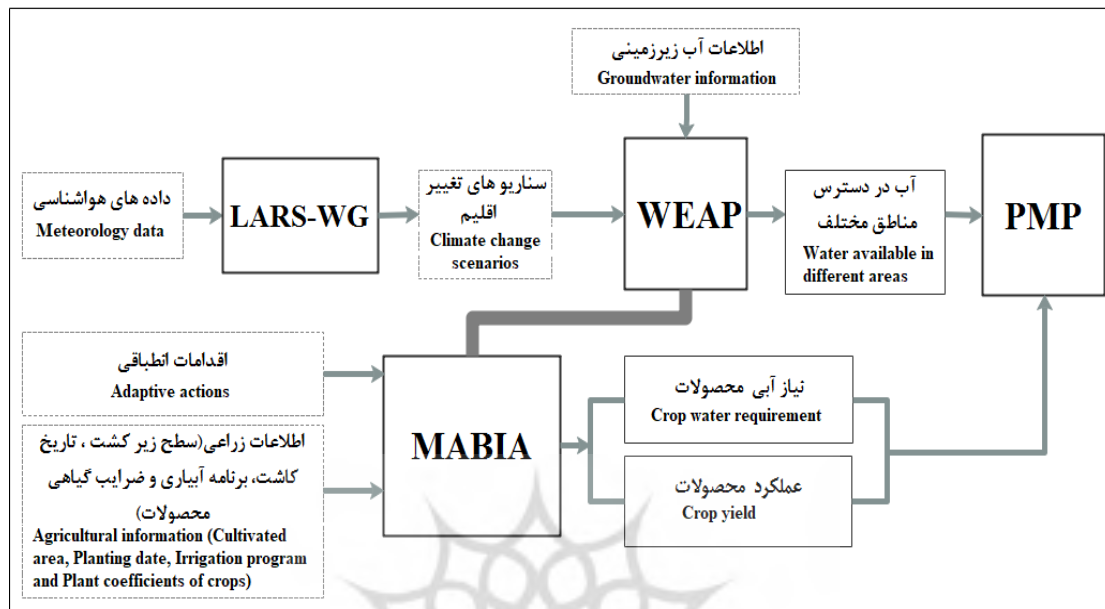 اطلاعات آب زیرزمینی
Groundwater information
داده های هواشناسی
Meteorology data
LARS-WG
سناریو های تغییر
اقلیم
Climate change
scenarios
WEAP
آب در دسترس
مناطق مختلف
Water available in
different areas
PMP
اقدامات انطباقی
Adaptive actions
اطلاعات زراعی(سطح زیر کشت ، تاریخ
کاشت، برنامه آبیاری و ضرایب گیاهی
محصولات)
Agricultural information (Cultivated
area, Planting date, Irrigation program
and Plant coefficients of crops)
MABIA
نیاز آبی محصولات
Crop water requirement
عملکرد محصولات
Crop yield